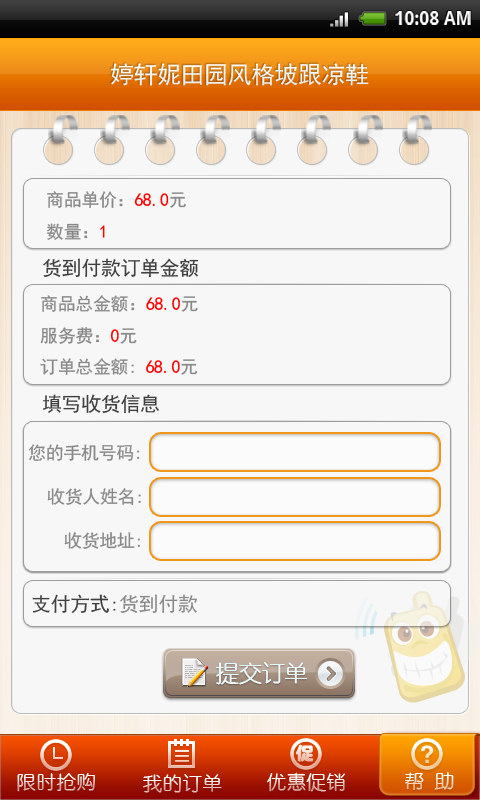 10:08 AM
婷轩妮田园风格坡跟凉鞋
商品单价：68.0元
数量：1
货到付款订单金额
商品总金额：68.0元
服务费：0元
订单总金额：68.0元
填写收货信息
您的手机号码:
收货人姓名:
收货地址:
支付方式:货到付款
提交订单
促 ?
限时抢购 我的订单 优惠促销 帮 助